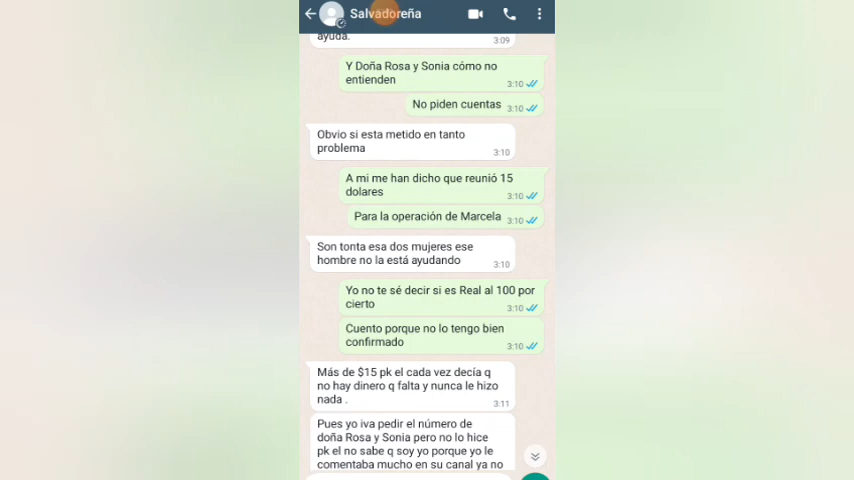 Salvadoreña
ayuda.
3:09
Y Doña Rosa y Sonia cómo no
entienden
3:10
No piden cuentas
3:10
Obvio si esta metido en tanto
problema
3:10
A mi me han dicho que reunió 15
dolares
3:10
Para la operación de Marcela
3:10
Son tonta esa dos mujeres ese
hombre no la está ayudando
3:10
Yo no te sé decir si es Real al 100 por
cierto
3:10
Cuento porque no lo tengo bien
confirmado
3:10
Más de $15 pk el cada vez decía q
no hay dinero q falta y nunca le hizo
nada .
3:11
Pues yo iva pedir el número de
doña Rosa y Sonia pero no lo hice
pk el no sabe q soy yo porque yo le
comentaba mucho en su canal ya no